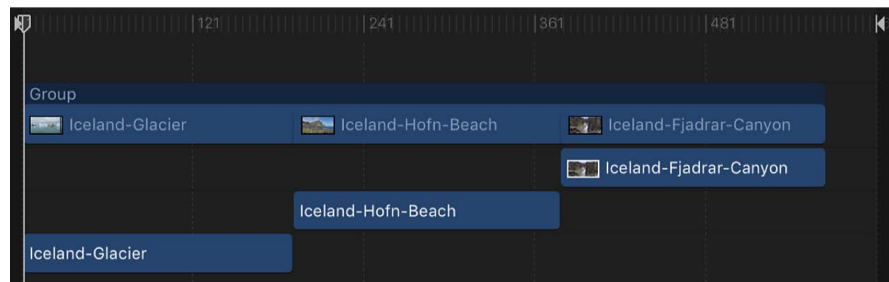 121 241 361 481
Group
Iceland-Glacier Iceland-Hofn-Beach Iceland-Fjadrar-Canyon
Iceland-Fjadrar-Canyon
Iceland-Hofn-Beach
Iceland-Glacier